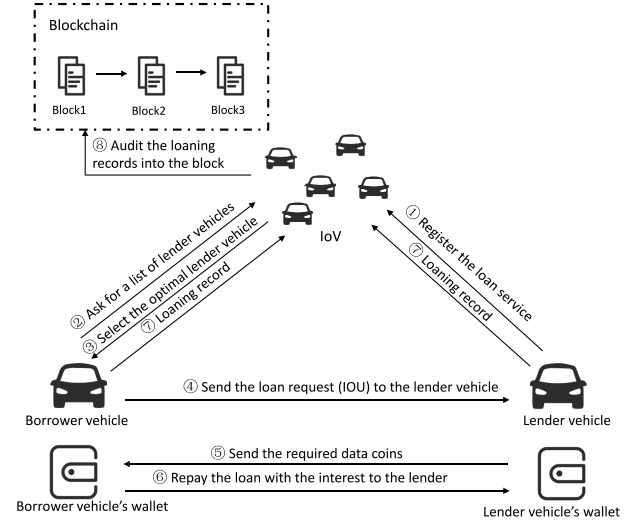 Blockchain
Block1
Block2
Block3
⑧ Audit the loaning
records into the block
IoV
② Ask for a list of lender vehicles
③ Select the optimal lender vehicle
⑦ Loaning record
① Register the loan service
⑦ Loaning record
④ Send the loan request (IOU) to the lender vehicle
Borrower vehicle
Lender vehicle
⑤ Send the required data coins
⑥ Repay the loan with the interest to the lender
Borrower vehicle's wallet
Lender vehicle's wallet